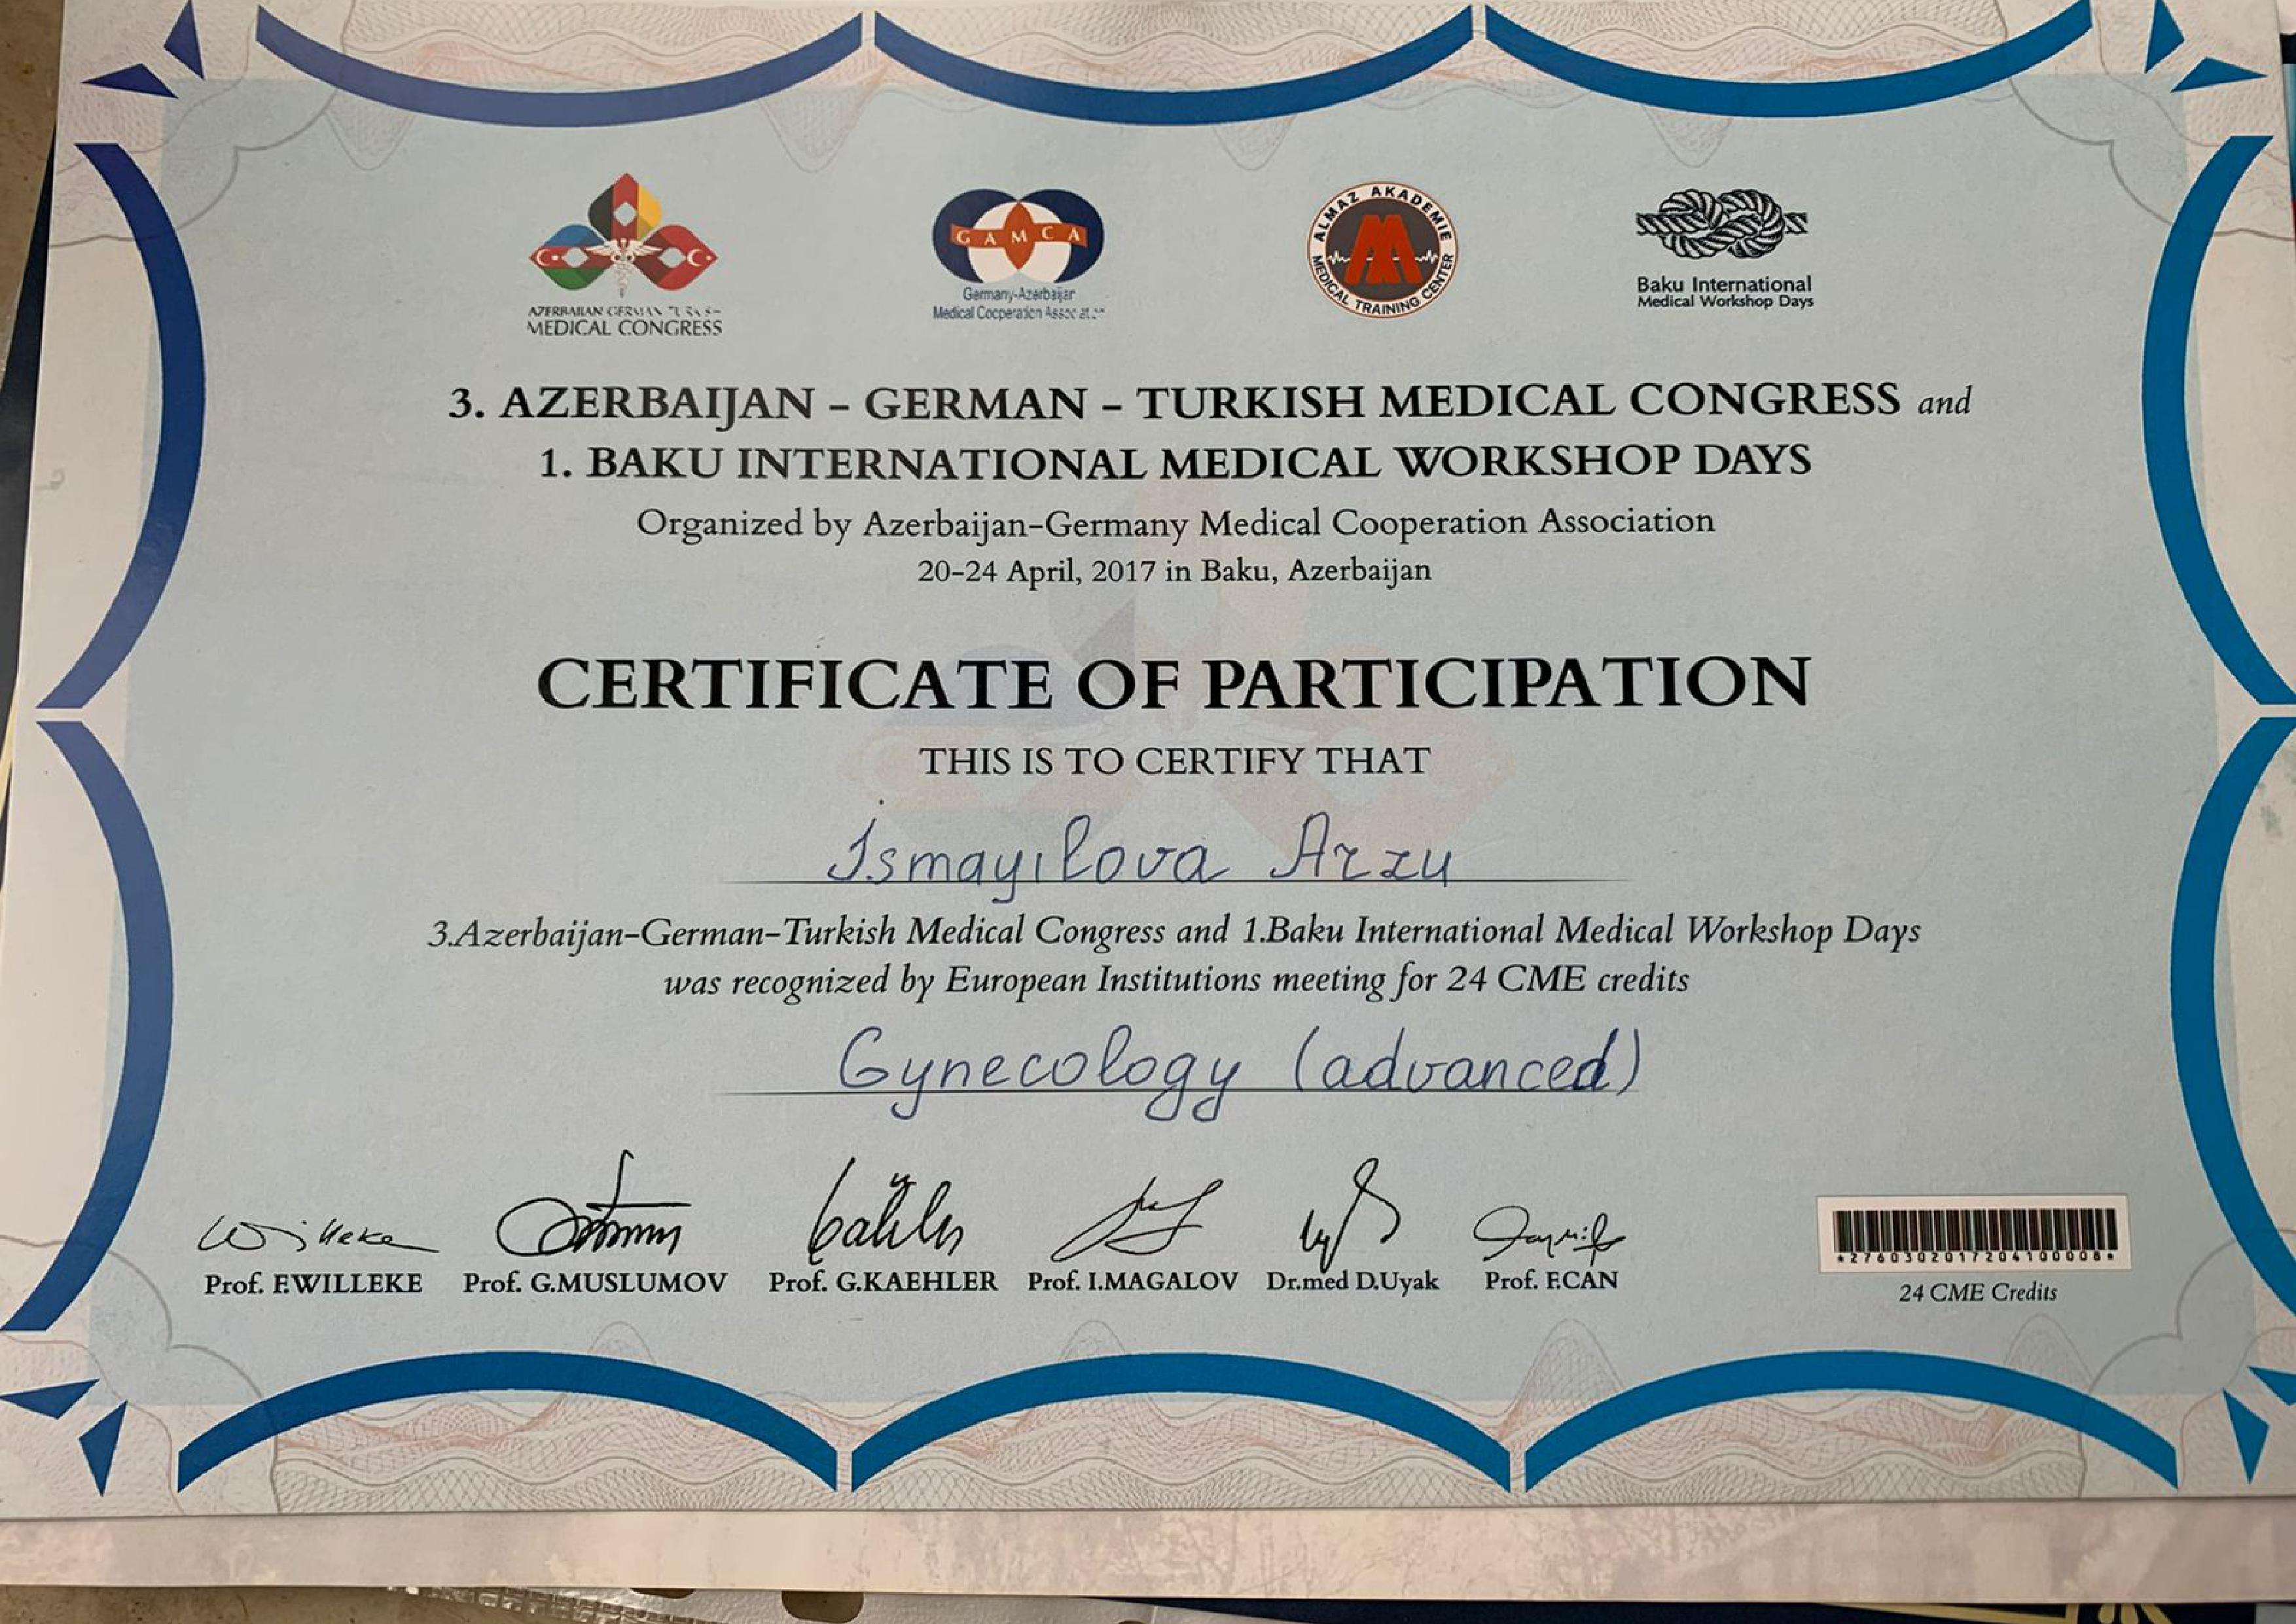 AZERBAIJAN GERMAN TURKISH
MEDICAL CONGRESS
GAMCA
Germany-Azerbaijan
Medical Cooperation Association
ALMAZ AKADEMIE
MEDICAL TRAINING CENTER
Baku International
Medical Workshop Days
3. AZERBAIJAN – GERMAN – TURKISH MEDICAL CONGRESS and
1. BAKU INTERNATIONAL MEDICAL WORKSHOP DAYS
Organized by Azerbaijan-Germany Medical Cooperation Association
20-24 April, 2017 in Baku, Azerbaijan
CERTIFICATE OF PARTICIPATION
THIS IS TO CERTIFY THAT
İsmayılova Arzu
3.Azerbaijan-German-Turkish Medical Congress and 1.Baku International Medical Workshop Days
was recognized by European Institutions meeting for 24 CME credits
Gynecology (advanced)
Willeke
Prof. F.WILLEKE Prof. G.MUSLUMOV Prof. G.KAEHLER Prof. I.MAGALOV Dr.med D.Uyak Prof. F.CAN
*2760302017204100008*
24 CME Credits